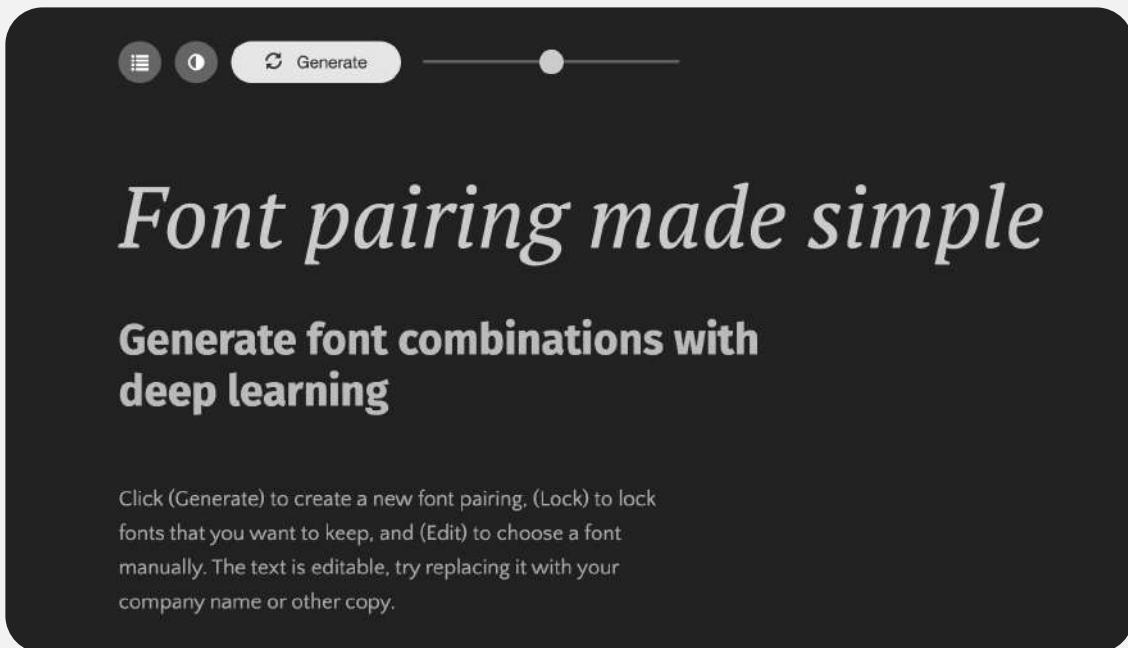 Generate
Font pairing made simple
Generate font combinations with
deep learning
Click (Generate) to create a new font pairing, (Lock) to lock
fonts that you want to keep, and (Edit) to choose a font
manually. The text is editable, try replacing it with your
company name or other copy.